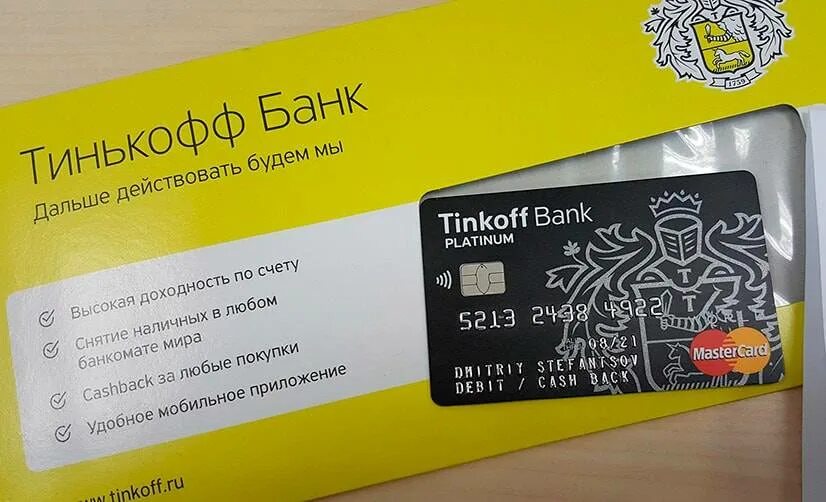 Тинькофф Банк
Дальше действовать будем мы
Высокая доходность по счету
Снятие наличных в любом
банкомате мира
Cashback за любые покупки
Удобное мобильное приложение
www.tinkoff.ru
Tinkoff Bank
PLATINUM
5213 2438 4922
08/21
DMITRIY STEFANTSOV
DEBIT / CASH BACK
MasterCard